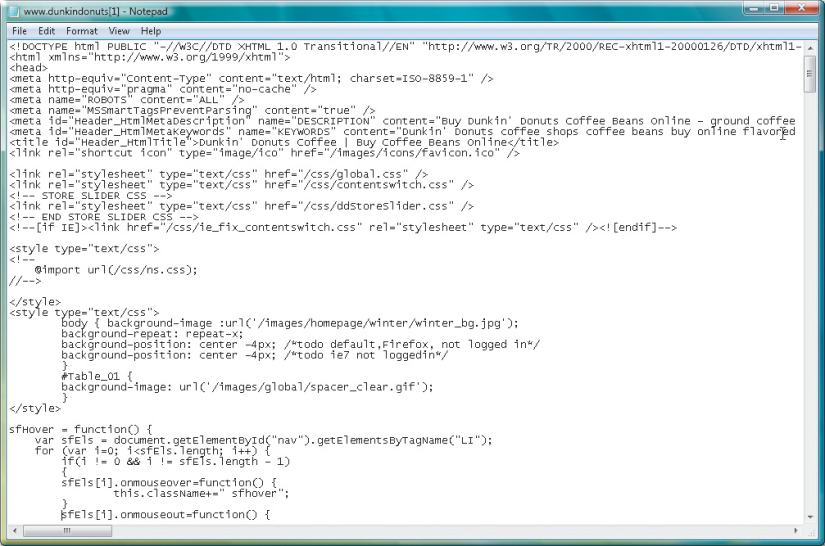 www.dunkindonuts[1] - Notepad
File Edit Format View Help
<!DOCTYPE html PUBLIC "-//W3C//DTD XHTML 1.0 Transitional//EN" "http://www.w3.org/TR/2000/REC-xhtml1-20000126/DTD/xhtml1-
<html xmlns="http://www.w3.org/1999/xhtml">
<head>
<meta http-equiv="Content-Type" content="text/html; charset=ISO-8859-1" />
<meta http-equiv="pragma" content="no-cache" />
<meta name="ROBOTS" content="ALL" />
<meta name="MSSmartTagsPreventParsing" content="true" />
<meta id="Header_HtmlMetaDescription" name="DESCRIPTION" content="Buy Dunkin' Donuts Coffee Beans Online - ground coffee
<meta id="Header_HtmlMetaKeywords" name="KEYWORDS" content="Dunkin' Donuts coffee shops coffee beans buy online flavored
<title id="Header_HtmlTitle">Dunkin' Donuts Coffee | Buy Coffee Beans Online</title>
<link rel="shortcut icon" type="image/ico" href="/images/icons/favicon.ico" />
<link rel="stylesheet" type="text/css" href="/css/global.css" />
<link rel="stylesheet" type="text/css" href="/css/contentswitch.css" />
<!-- STORE SLIDER CSS -->
<link rel="stylesheet" type="text/css" href="/css/ddStoreSlider.css" />
<!-- END STORE SLIDER CSS -->
<!--[if IE]><link href="/css/ie_fix_contentswitch.css" rel="stylesheet" type="text/css" /><![endif]-->
<style type="text/css">
<!--
@import url(/css/ns.css);
//-->
</style>
<style type="text/css">
body { background-image :url('/images/homepage/winter/winter_bg.jpg');
background-repeat: repeat-x;
background-position: center -4px; /*todo default,Firefox, not logged in*/
background-position: center -4px; /*todo ie7 not loggedin*/
}
#Table_01 {
background-image: url('/images/global/spacer_clear.gif');
}
</style>
sfHover = function() {
var sfEls = document.getElementById("nav").getElementsByTagName("LI");
for (var i=0; i<sfEls.length; i++) {
if(i != 0 && i != sfEls.length - 1)
{
sfEls[i].onmouseover=function() {
this.className+=" sfhover";
}
sfEls[i].onmouseout=function() {